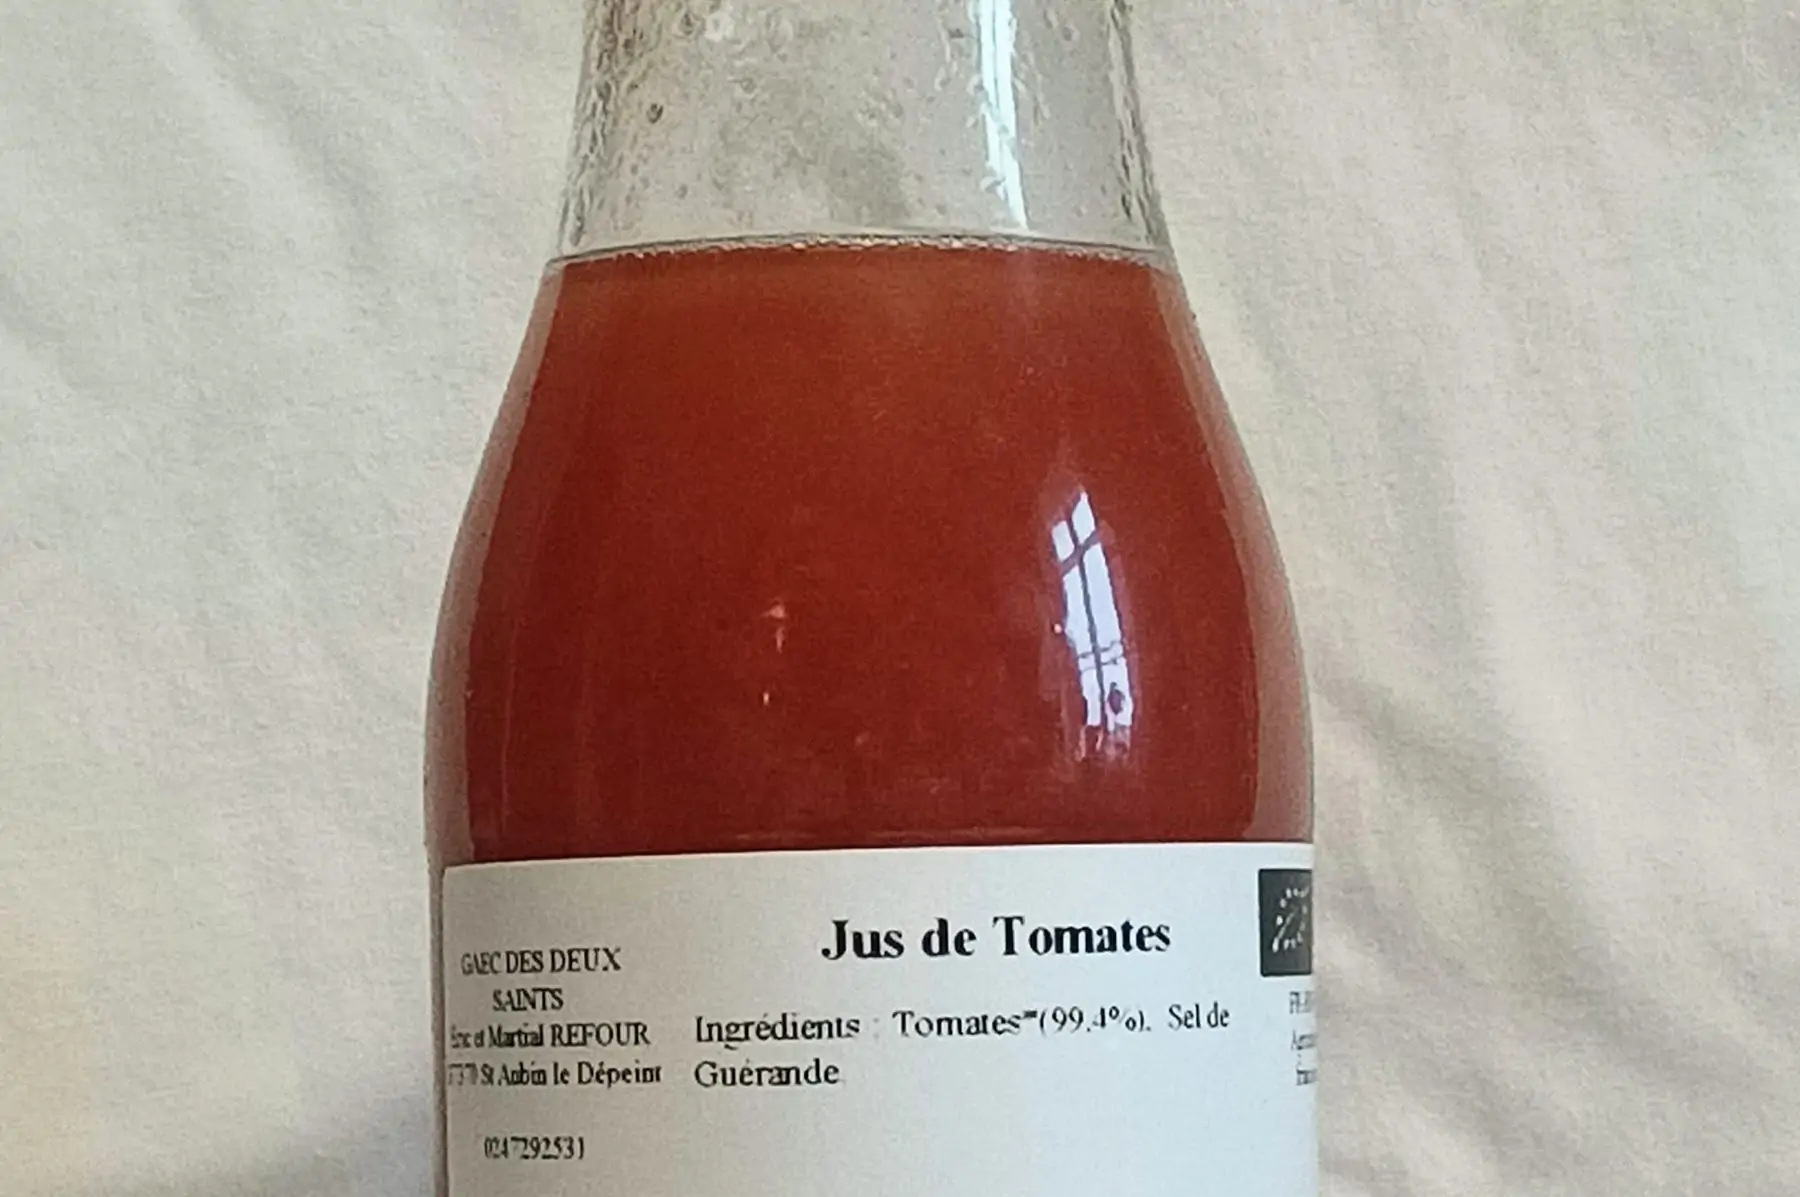 Jus de Tomates
GAEC DES DEUX
SAINTS
et Martial REFOUR
St Aubin le Dépeint
0247292531
Ingrédients : Tomates*(99.4%). Sel de
Guérande